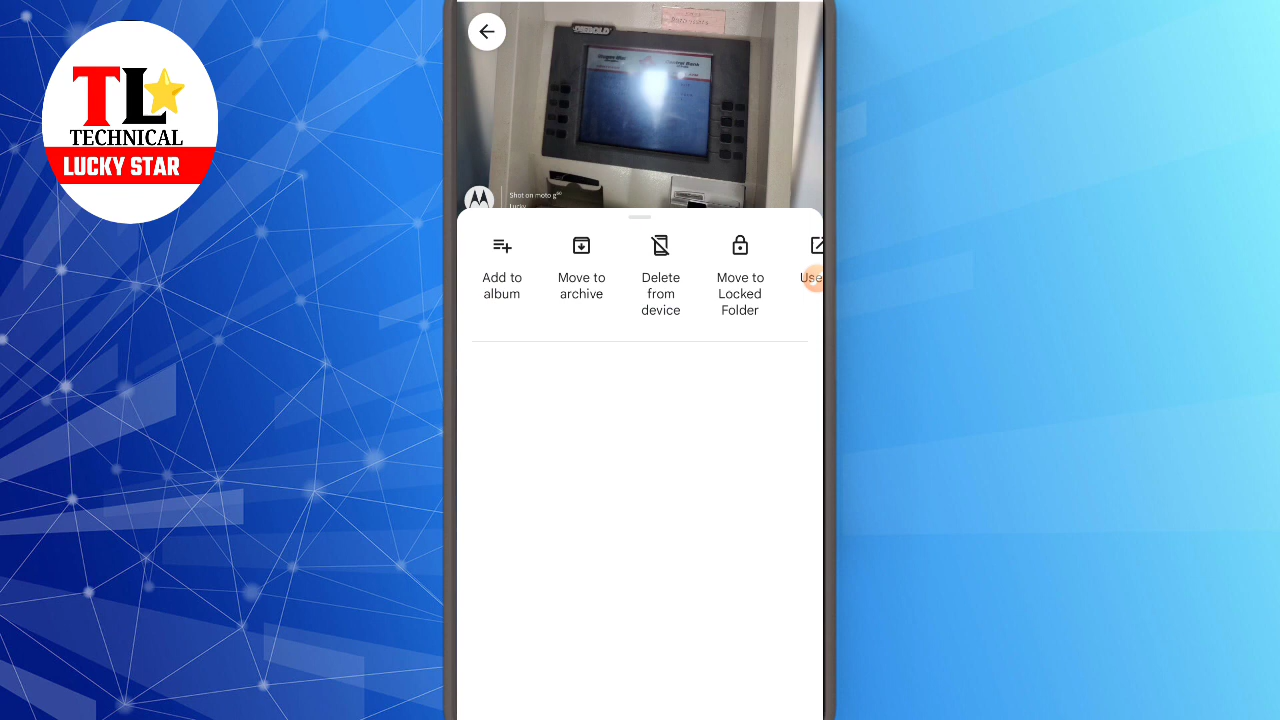 TL
TECHNICAL
LUCKY STAR
DIEBOLD
Shot on moto g⁶⁰
Lucky
Add to
album
Move to
archive
Delete
from
device
Move to
Locked
Folder
Use